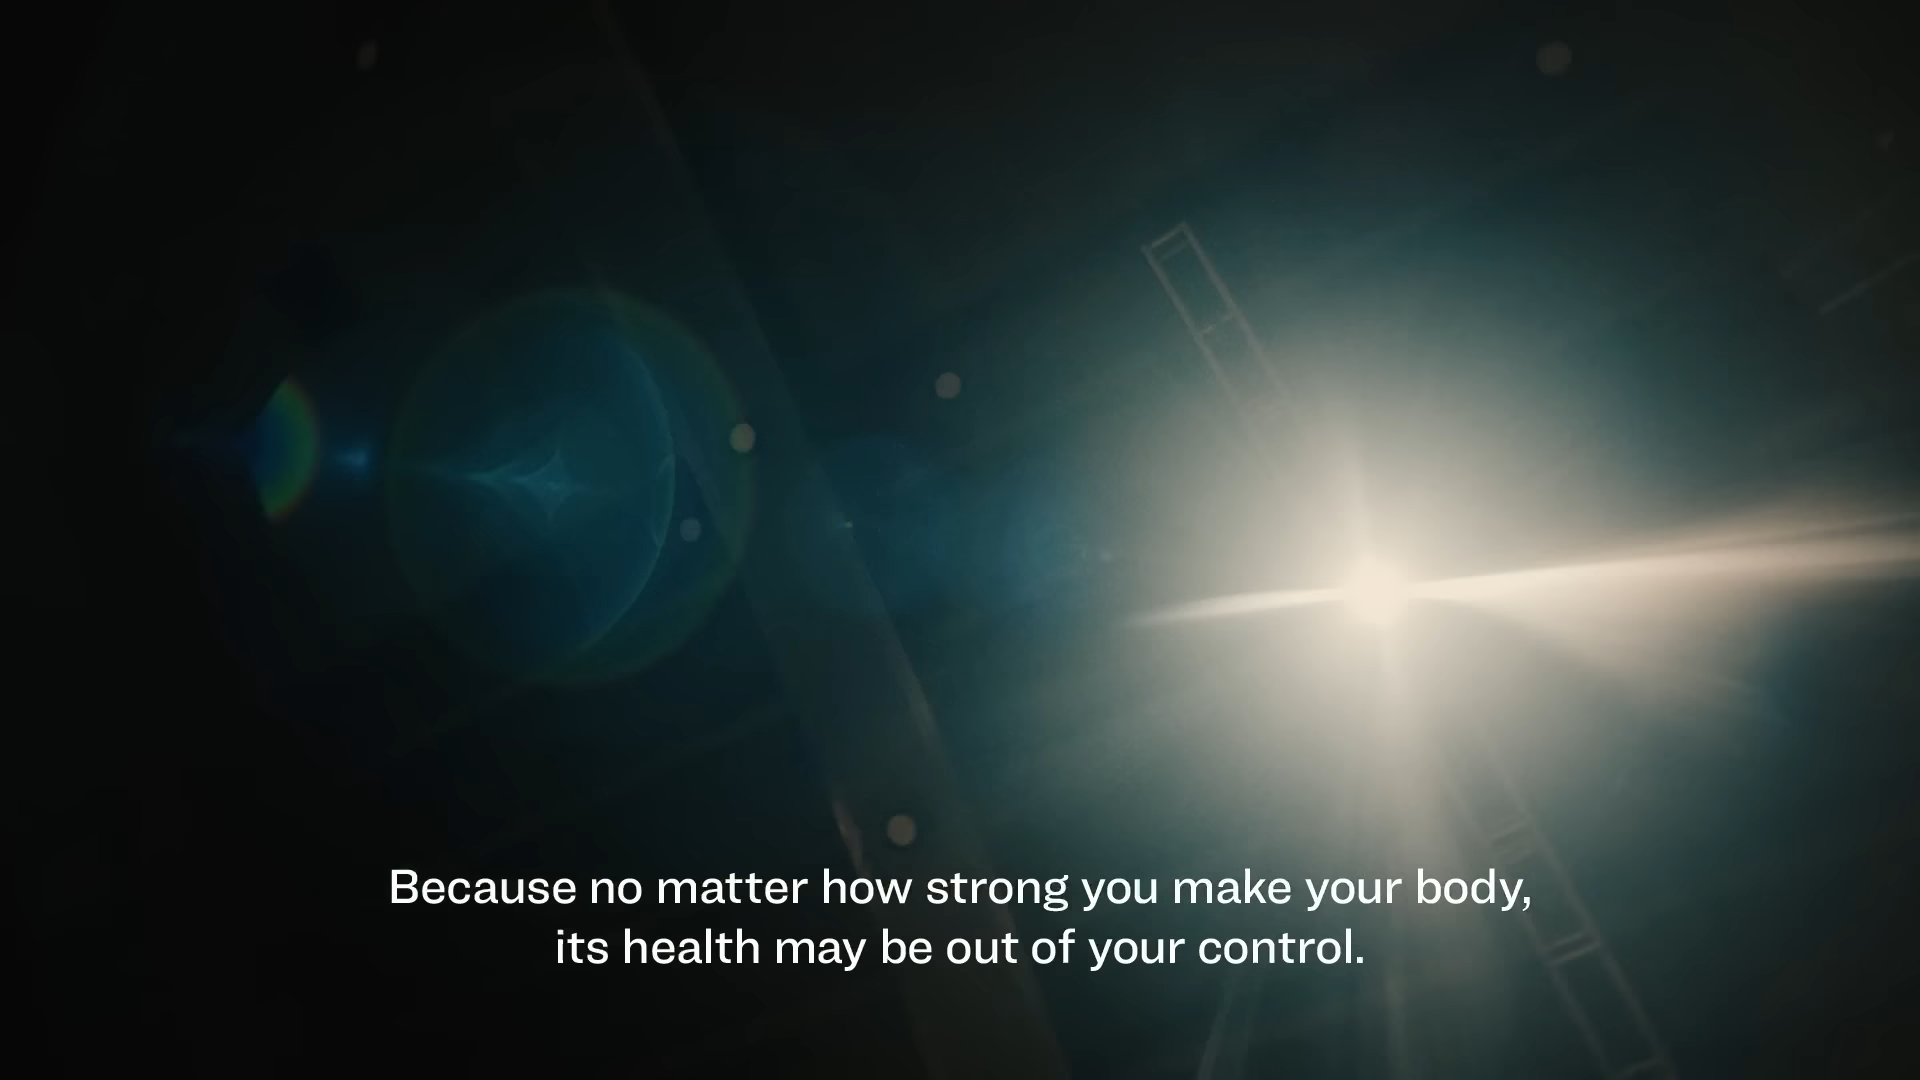 Because no matter how strong you make your body,
its health may be out of your control.